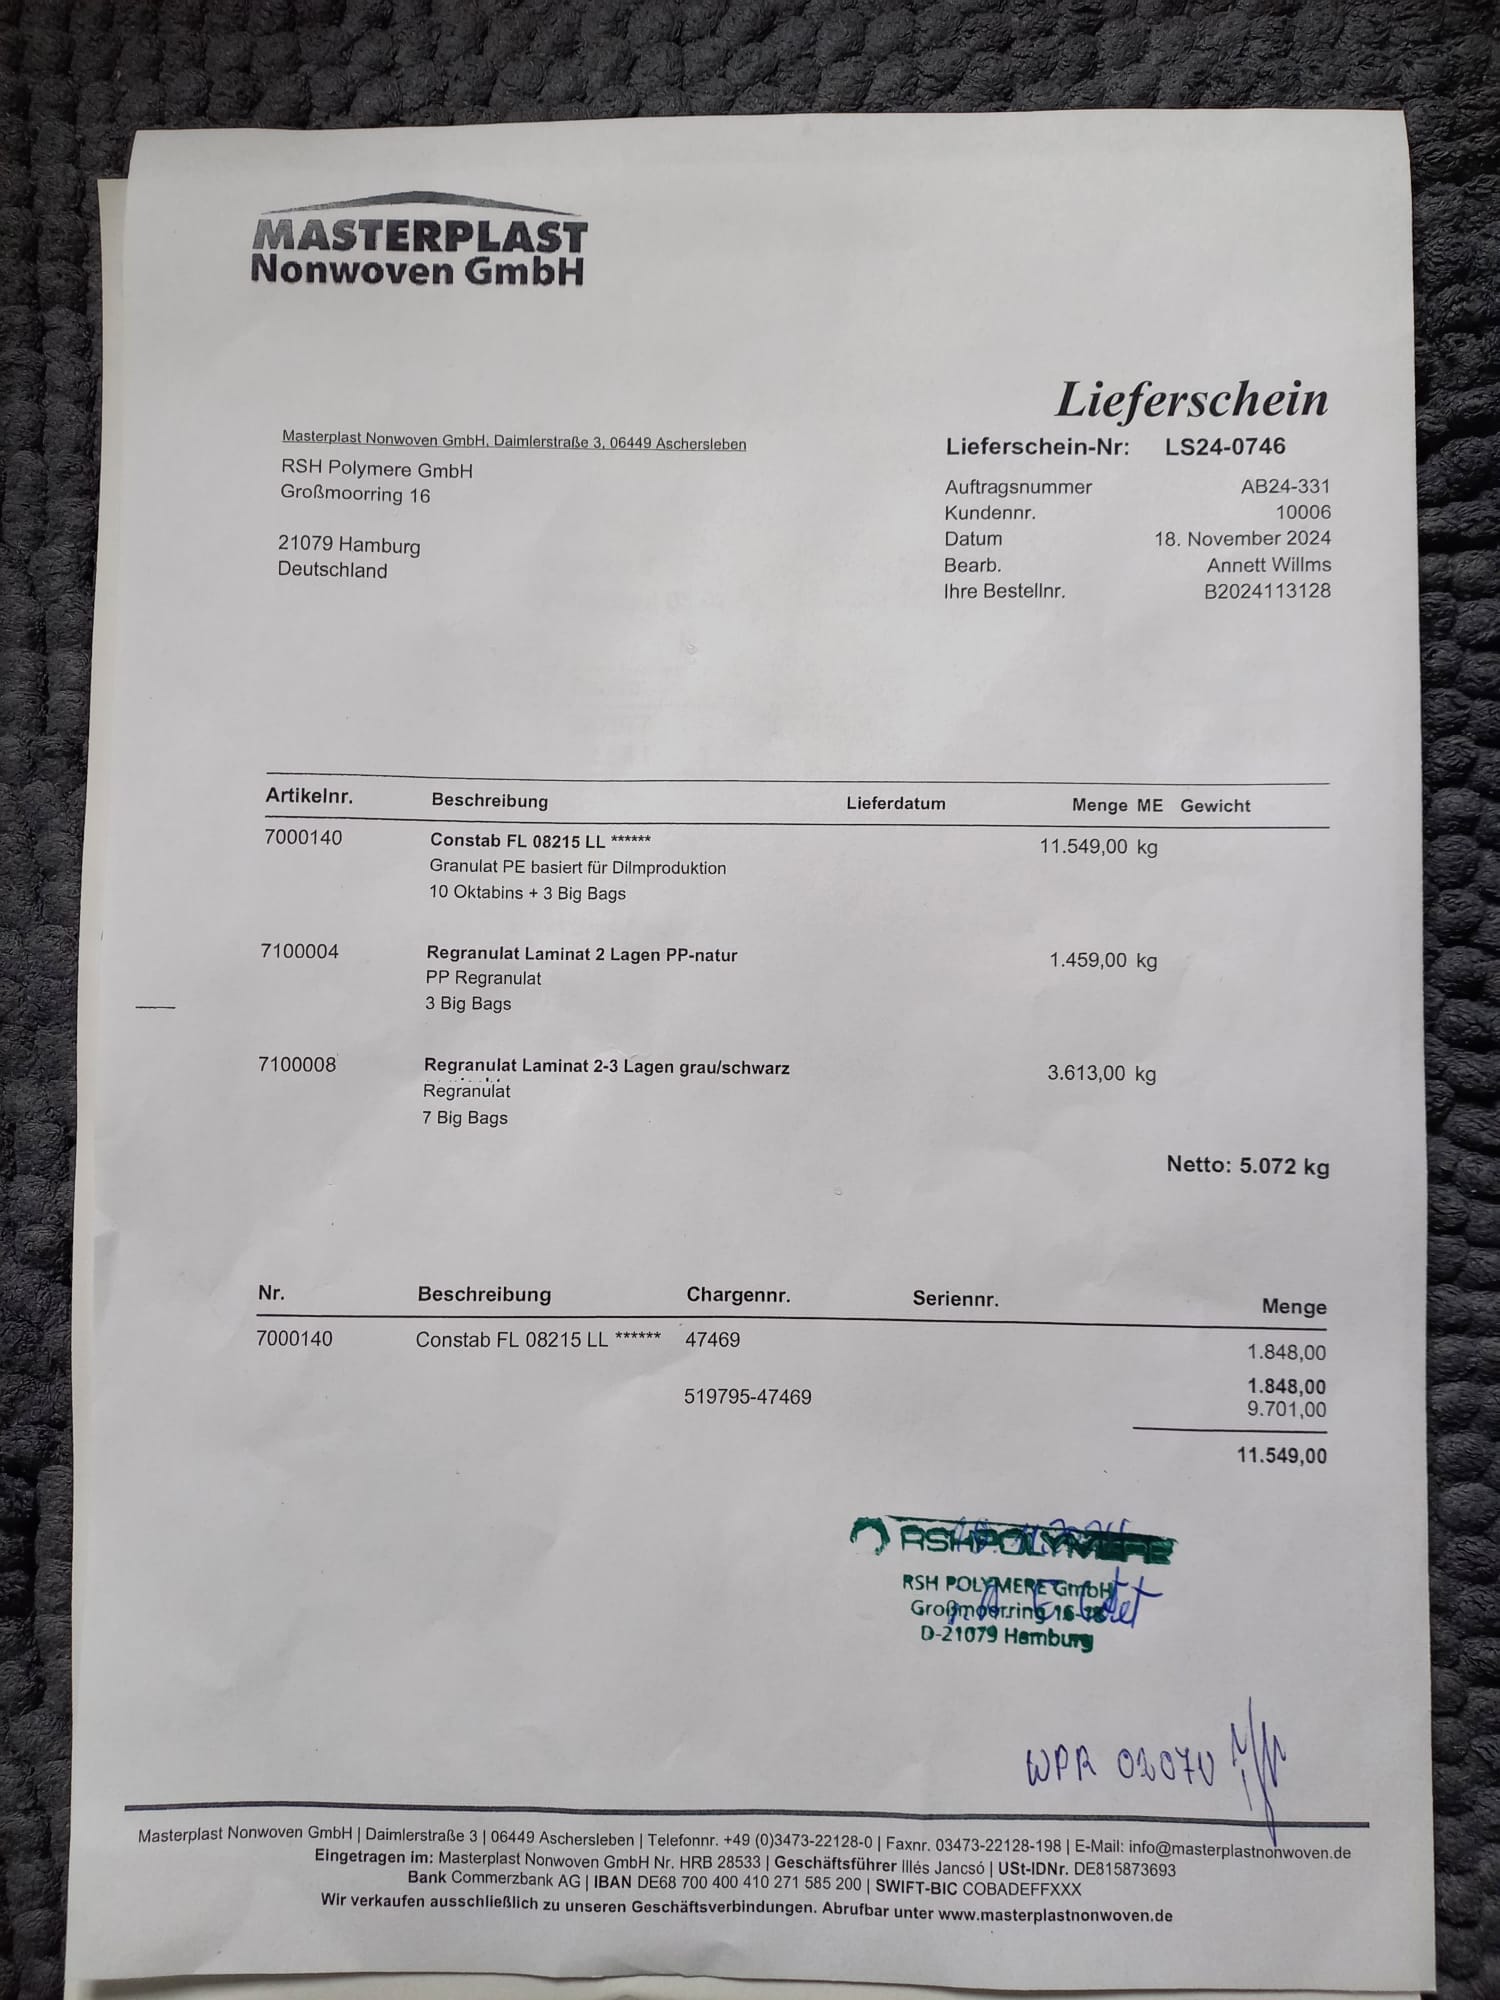 MASTERPLAST
Nonwoven GmbH
Lieferschein
Masterplast Nonwoven GmbH, Daimlerstraße 3, 06449 Aschersleben
Lieferschein-Nr: LS24-0746
RSH Polymere GmbH
Großmoorring 16
21079 Hamburg
Deutschland
Auftragsnummer AB24-331
Kundennr. 10006
Datum 18. November 2024
Bearb. Annett Willms
Ihre Bestellnr. B2024113128
Artikelnr. Beschreibung Lieferdatum Menge ME Gewicht
7000140 Constab FL 08215 LL ****** 11.549,00 kg
Granulat PE basiert für Dilmproduktion
10 Oktabins + 3 Big Bags
7100004 Regranulat Laminat 2 Lagen PP-natur 1.459,00 kg
PP Regranulat
3 Big Bags
7100008 Regranulat Laminat 2-3 Lagen grau/schwarz 3.613,00 kg
Regranulat
7 Big Bags
Netto: 5.072 kg
Nr. Beschreibung Chargennr. Seriennr. Menge
7000140 Constab FL 08215 LL ****** 47469 1.848,00
1.848,00
519795-47469 9.701,00
11.549,00
RSH POLYMERE
RSH POLYMERE GmbH
Großmoorring 16-18
D-21079 Hamburg
WPR 02070
Masterplast Nonwoven GmbH | Daimlerstraße 3 | 06449 Aschersleben | Telefonnr. +49 (0)3473-22128-0 | Faxnr. 03473-22128-198 | E-Mail: info@masterplastnonwoven.de
Eingetragen im: Masterplast Nonwoven GmbH Nr. HRB 28533 | Geschäftsführer Illés Jancsó | USt-IDNr. DE815873693
Bank Commerzbank AG | IBAN DE68 700 400 410 271 585 200 | SWIFT-BIC COBADEFFXXX
Wir verkaufen ausschließlich zu unseren Geschäftsverbindungen. Abrufbar unter www.masterplastnonwoven.de